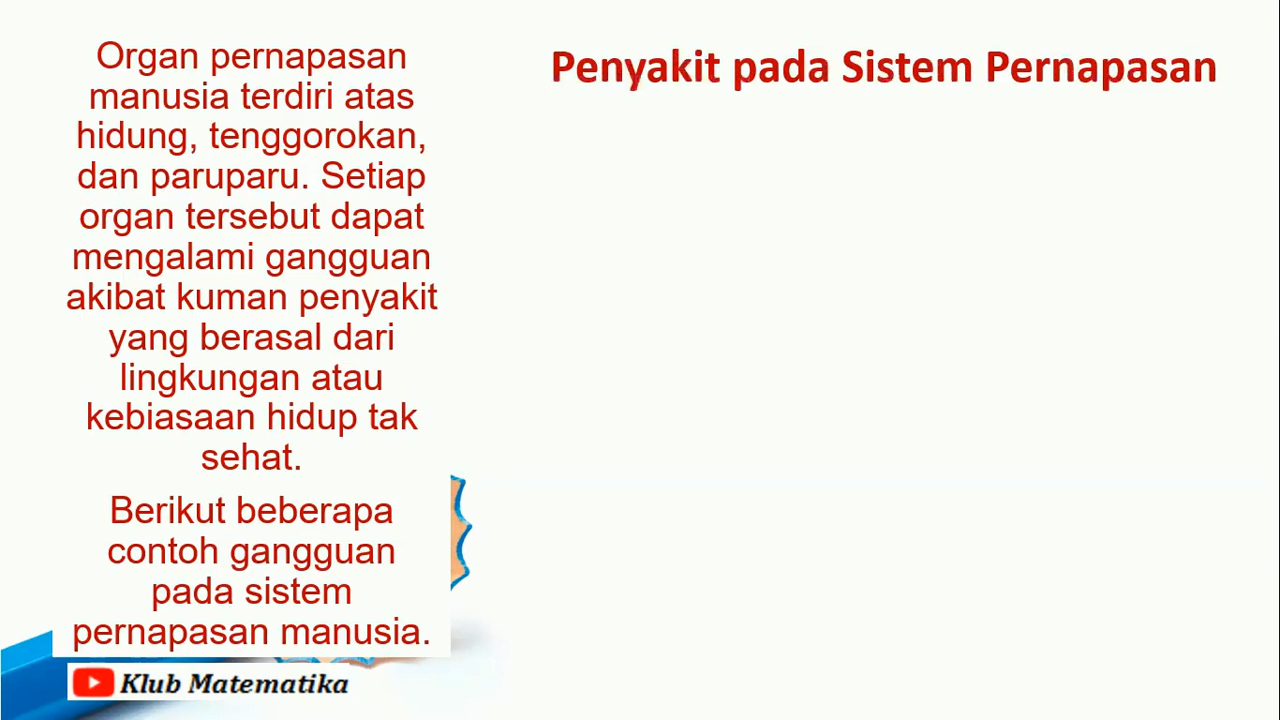 Organ pernapasan
manusia terdiri atas
hidung, tenggorokan,
dan paruparu. Setiap
organ tersebut dapat
mengalami gangguan
akibat kuman penyakit
yang berasal dari
lingkungan atau
kebiasaan hidup tak
sehat.
Berikut beberapa
contoh gangguan
pada sistem
pernapasan manusia.
Penyakit pada Sistem Pernapasan
Klub Matematika